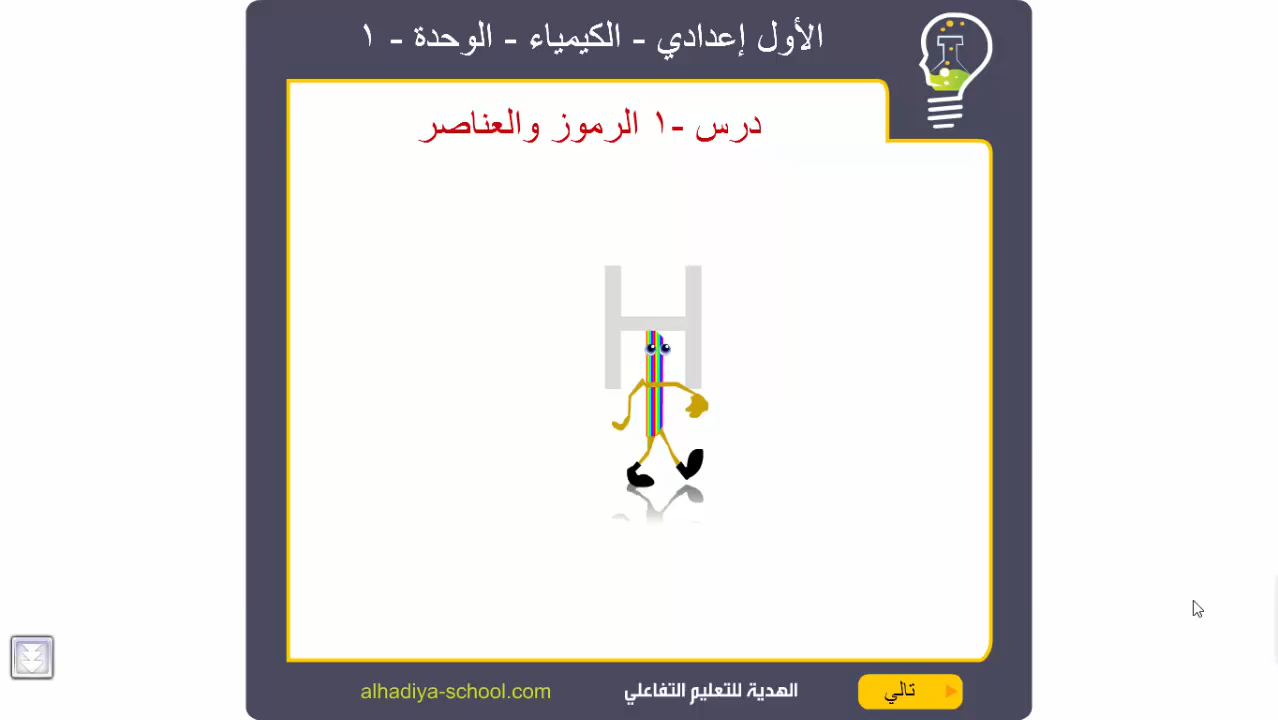 الأول إعدادي - الكيمياء - الوحدة - ١
درس -١ الرموز والعناصر
H
alhadiya-school.com
الهدية للتعليم التفاعلي
تالي